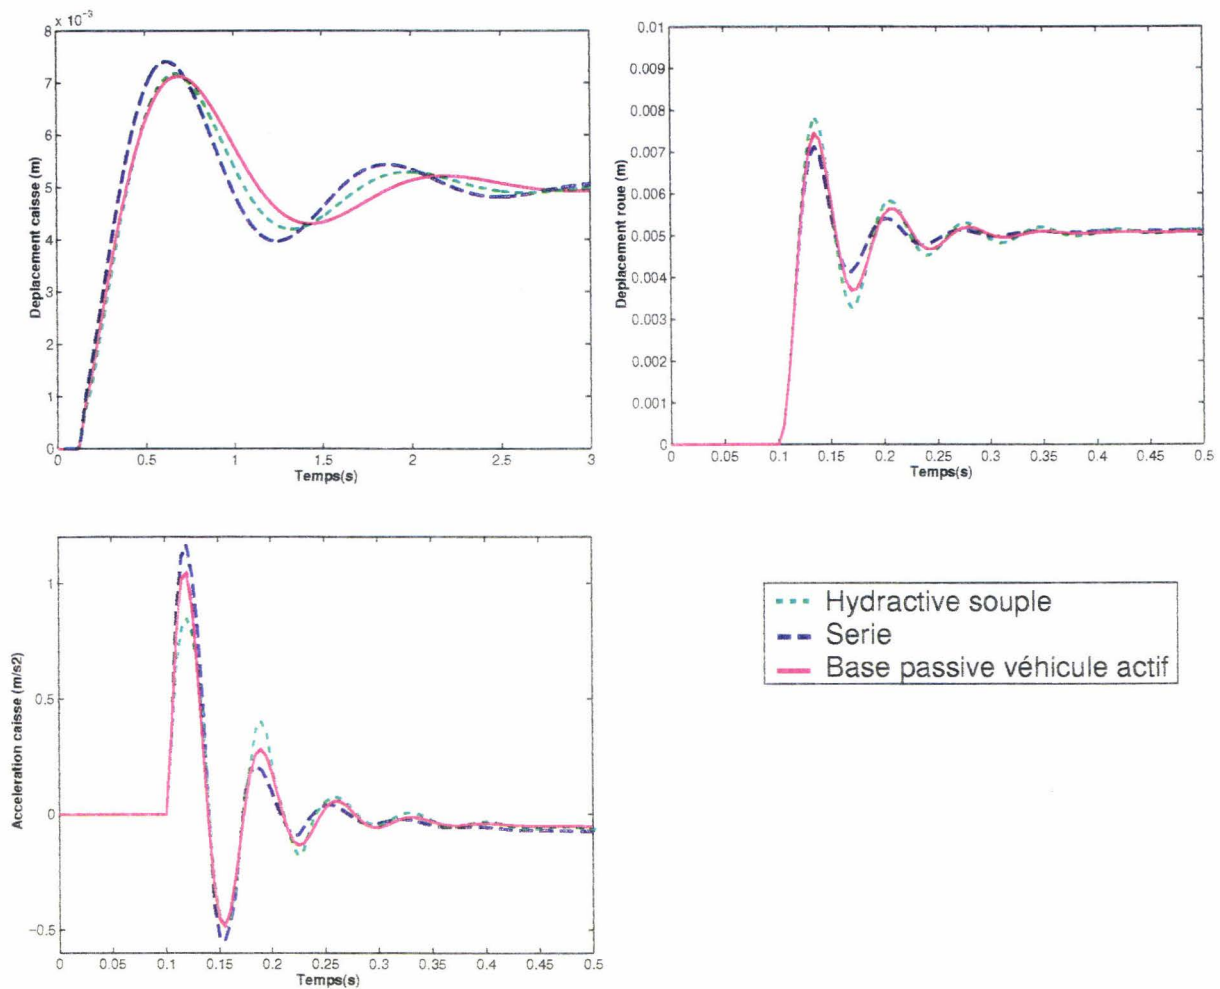 8 x 10⁻³
7
6
5
4
3
2
1
0
Deplacement caisse (m)
0 0.5 1 1.5 2 2.5 3
Temps(s)
0.01
0.009
0.008
0.007
0.006
0.005
0.004
0.003
0.002
0.001
0
Deplacement roue (m)
0 0.05 0.1 0.15 0.2 0.25 0.3 0.35 0.4 0.45 0.5
Temps(s)
1
0.5
0
-0.5
Acceleration caisse (m/s2)
0 0.05 0.1 0.15 0.2 0.25 0.3 0.35 0.4 0.45 0.5
Temps(s)
Hydractive souple
Serie
Base passive véhicule actif